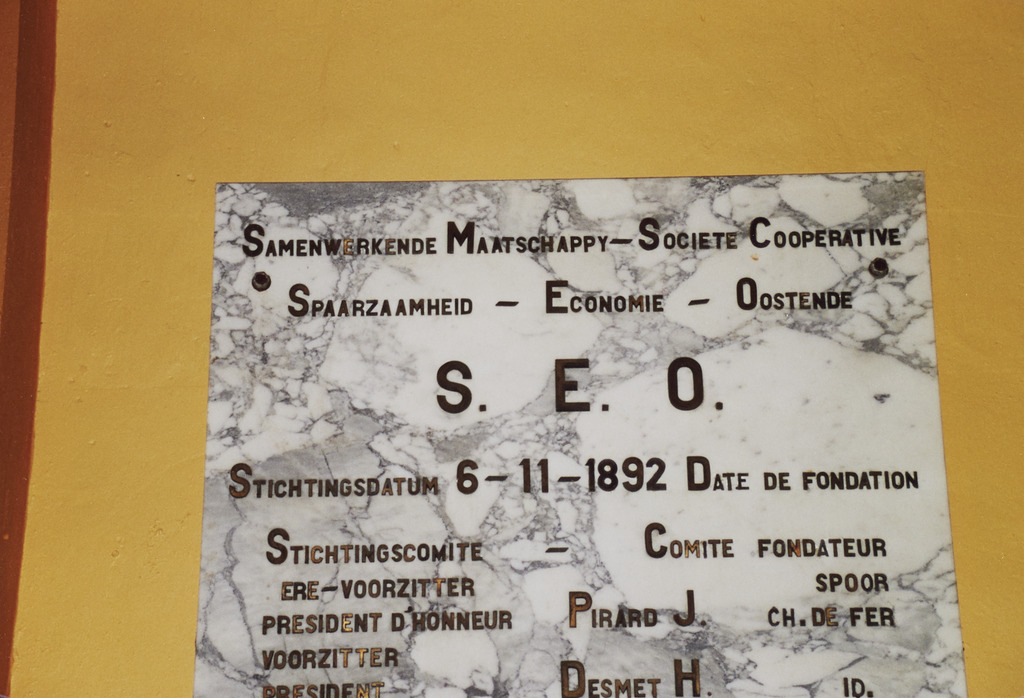 SAMENWERKENDE MAATSCHAPPY – SOCIETE COOPERATIVE
SPAARZAAMHEID – ECONOMIE – OOSTENDE
S. E. O.
STICHTINGSDATUM 6-11-1892 DATE DE FONDATION
STICHTINGSCOMITE – COMITE FONDATEUR
ERE-VOORZITTER SPOOR
PRESIDENT D'HONNEUR PIRARD J. CH. DE FER
VOORZITTER
PRESIDENT DESMET H. ID.